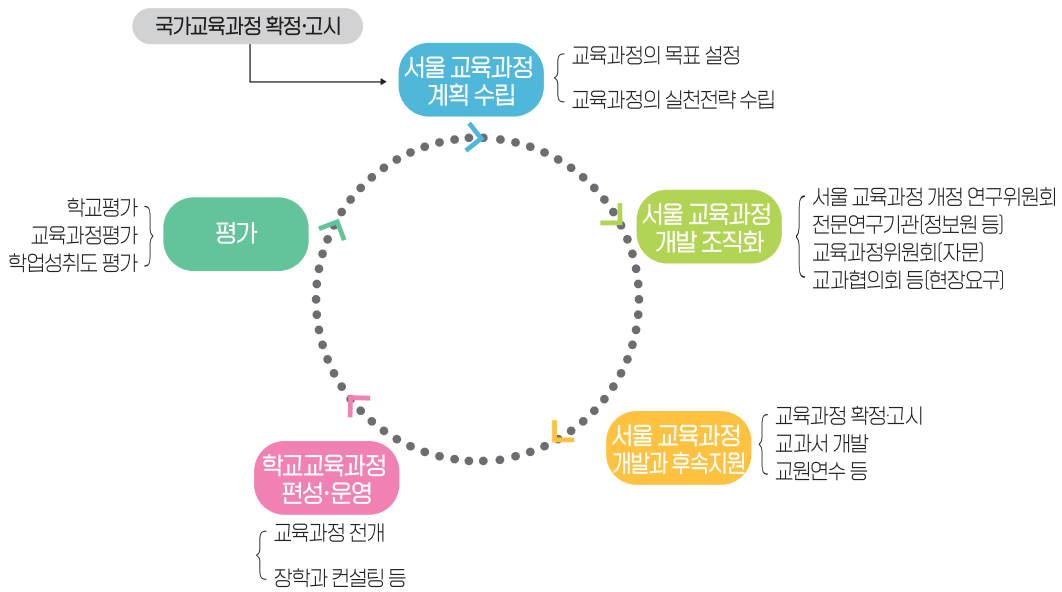 국가교육과정 확정·고시
서울 교육과정
계획 수립
교육과정의 목표 설정
교육과정의 실천전략 수립
서울 교육과정
개발 조직화
서울 교육과정 개정 연구위원회
전문연구기관(정보원 등)
교육과정위원회(자문)
교과협의회 등(현장요구)
서울 교육과정
개발과 후속지원
교육과정 확정·고시
교과서 개발
교원연수 등
학교교육과정
편성·운영
교육과정 전개
장학과 컨설팅 등
평가
학교평가
교육과정평가
학업성취도 평가